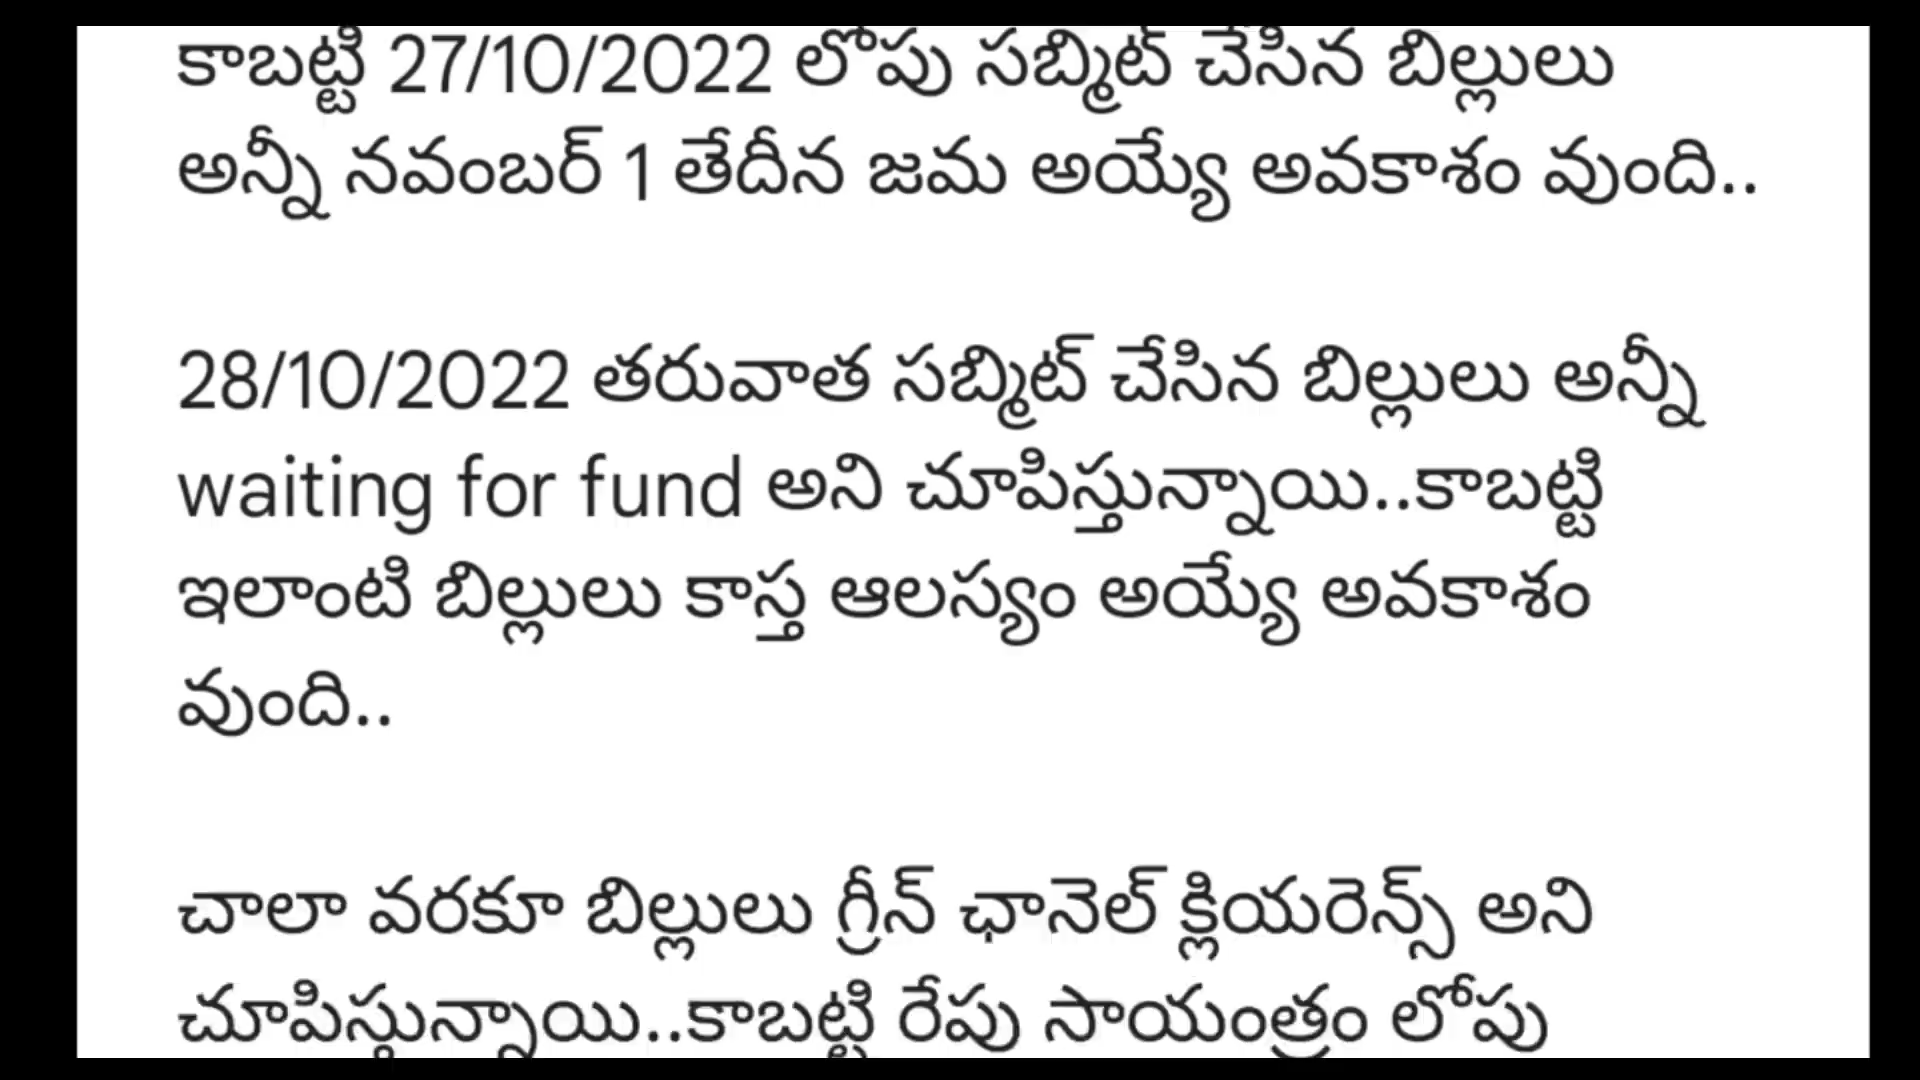 కాబట్టి 27/10/2022 లోపు సబ్మిట్ చేసిన బిల్లులు
అన్నీ నవంబర్ 1 తేదీన జమ అయ్యే అవకాశం వుంది..
28/10/2022 తరువాత సబ్మిట్ చేసిన బిల్లులు అన్నీ
waiting for fund అని చూపిస్తున్నాయి..కాబట్టి
ఇలాంటి బిల్లులు కాస్త ఆలస్యం అయ్యే అవకాశం
వుంది..
చాలా వరకూ బిల్లులు గ్రీన్ ఛానెల్ క్లియరెన్స్ అని
చూపిస్తున్నాయి..కాబట్టి రేపు సాయంత్రం లోపు